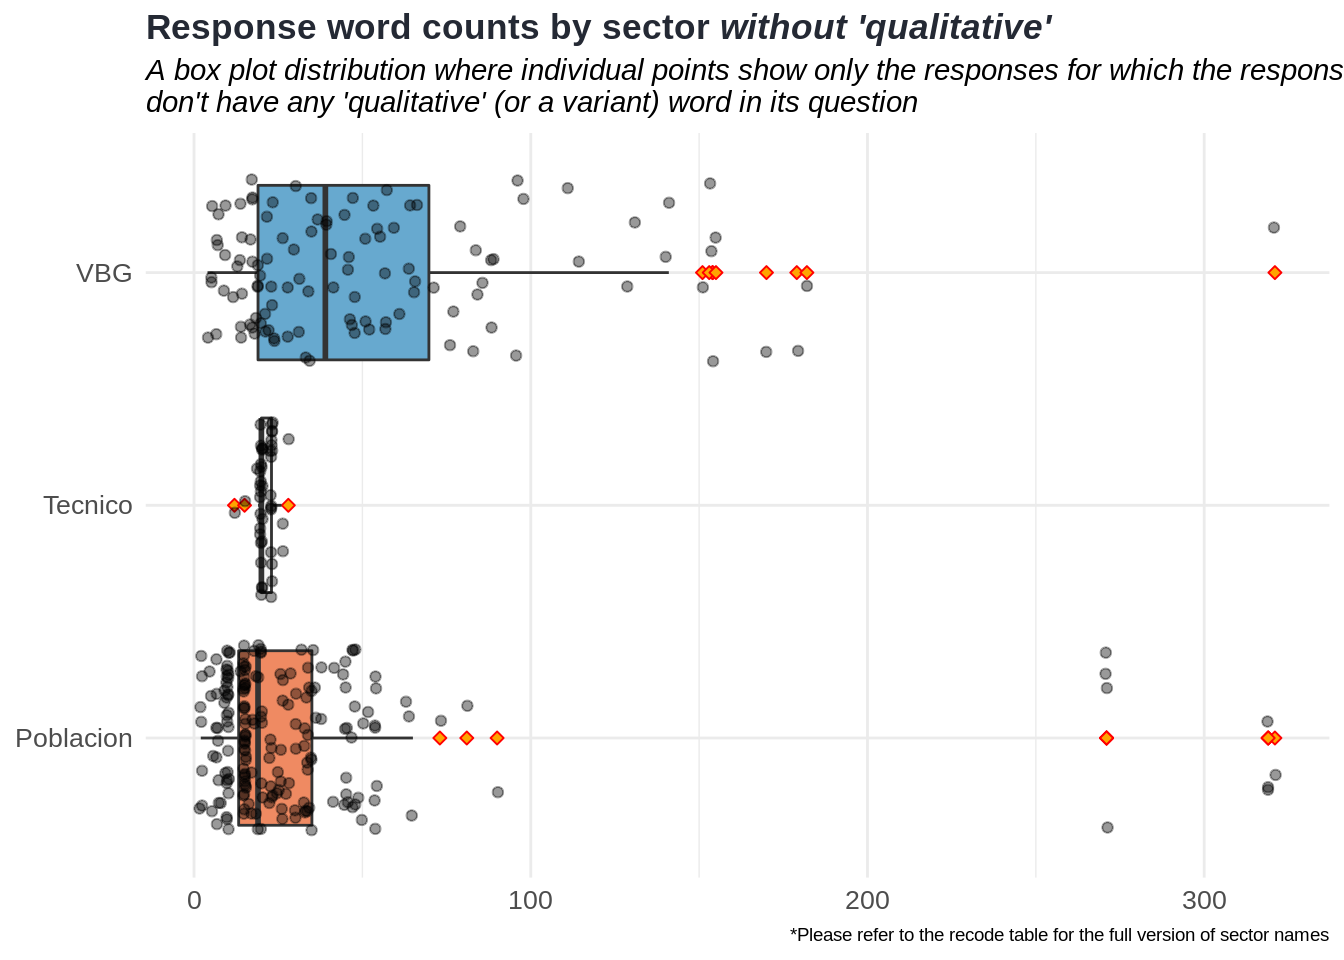 Response word counts by sector without 'qualitative'
A box plot distribution where individual points show only the responses for which the respons
don't have any 'qualitative' (or a variant) word in its question
VBG
Tecnico
Poblacion
0 100 200 300
*Please refer to the recode table for the full version of sector names